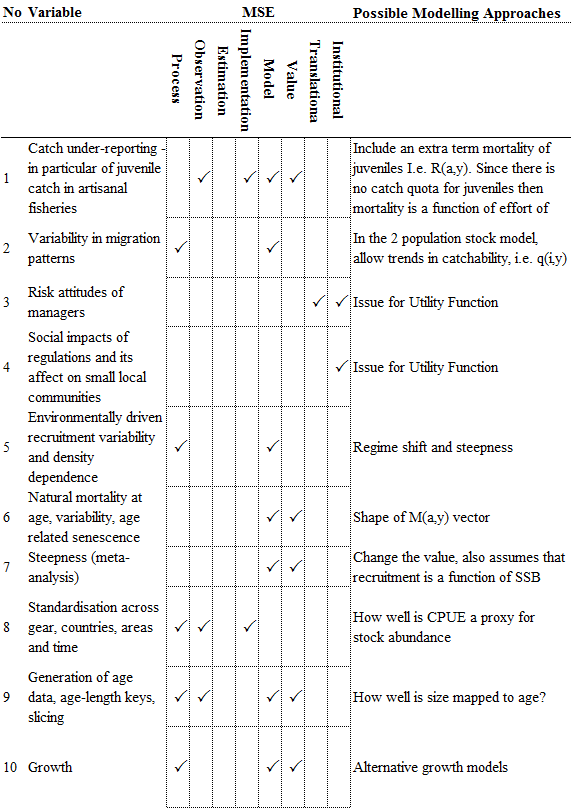 No Variable MSE Possible Modelling Approaches
Process
Observation
Estimation
Implementation
Model
Value
Translationa
Institutional
1
Catch under-reporting -
in particular of juvenile
catch in artisanal
fisheries
✓ ✓ ✓ ✓
Include an extra term mortality of
juveniles I.e. R(a,y). Since there is
no catch quota for juveniles then
mortality is a function of effort of
2
Variability in migration
patterns
✓ ✓
In the 2 population stock model,
allow trends in catchability, i.e. q(i,y)
3
Risk attitudes of
managers
✓ ✓
Issue for Utility Function
4
Social impacts of
regulations and its
affect on small local
communities
✓
Issue for Utility Function
5
Environmentally driven
recruitment variability
and density
dependence
✓ ✓
Regime shift and steepness
6
Natural mortality at
age, variability, age
related senescence
✓ ✓
Shape of M(a,y) vector
7
Steepness (meta-
analysis)
✓ ✓
Change the value, also assumes that
recruitment is a function of SSB
8
Standardisation across
gear, countries, areas
and time
✓ ✓ ✓
How well is CPUE a proxy for
stock abundance
9
Generation of age
data, age-length keys,
slicing
✓ ✓ ✓ ✓
How well is size mapped to age?
10 Growth
✓ ✓ ✓
Alternative growth models